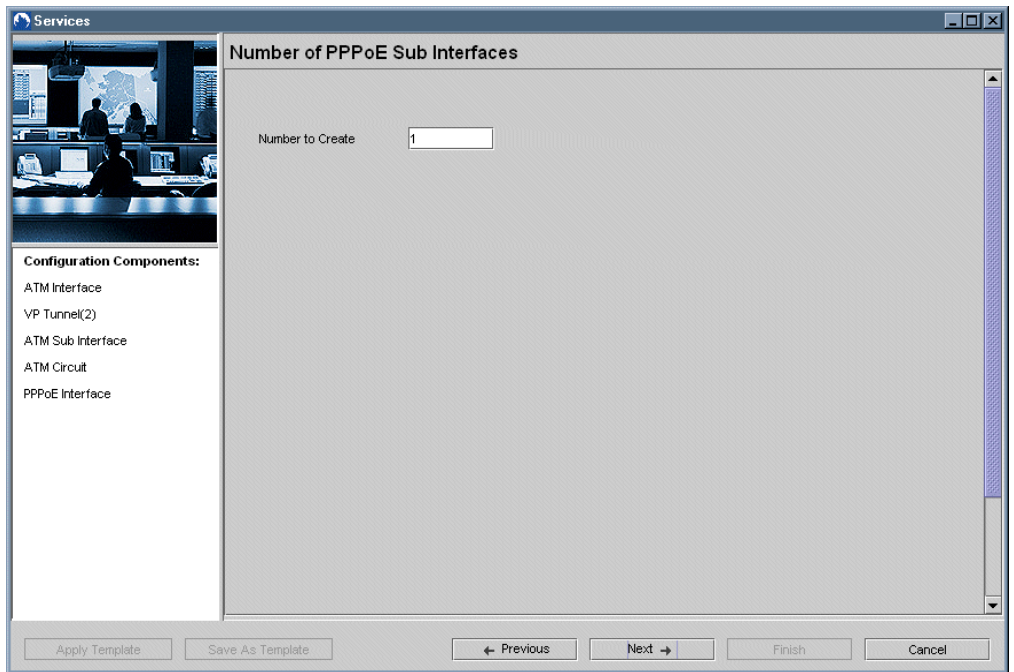 Services
Number of PPPoE Sub Interfaces
Number to Create 1
Configuration Components:
ATM Interface
VP Tunnel(2)
ATM Sub Interface
ATM Circuit
PPPoE Interface
Apply Template Save As Template ← Previous Next → Finish Cancel